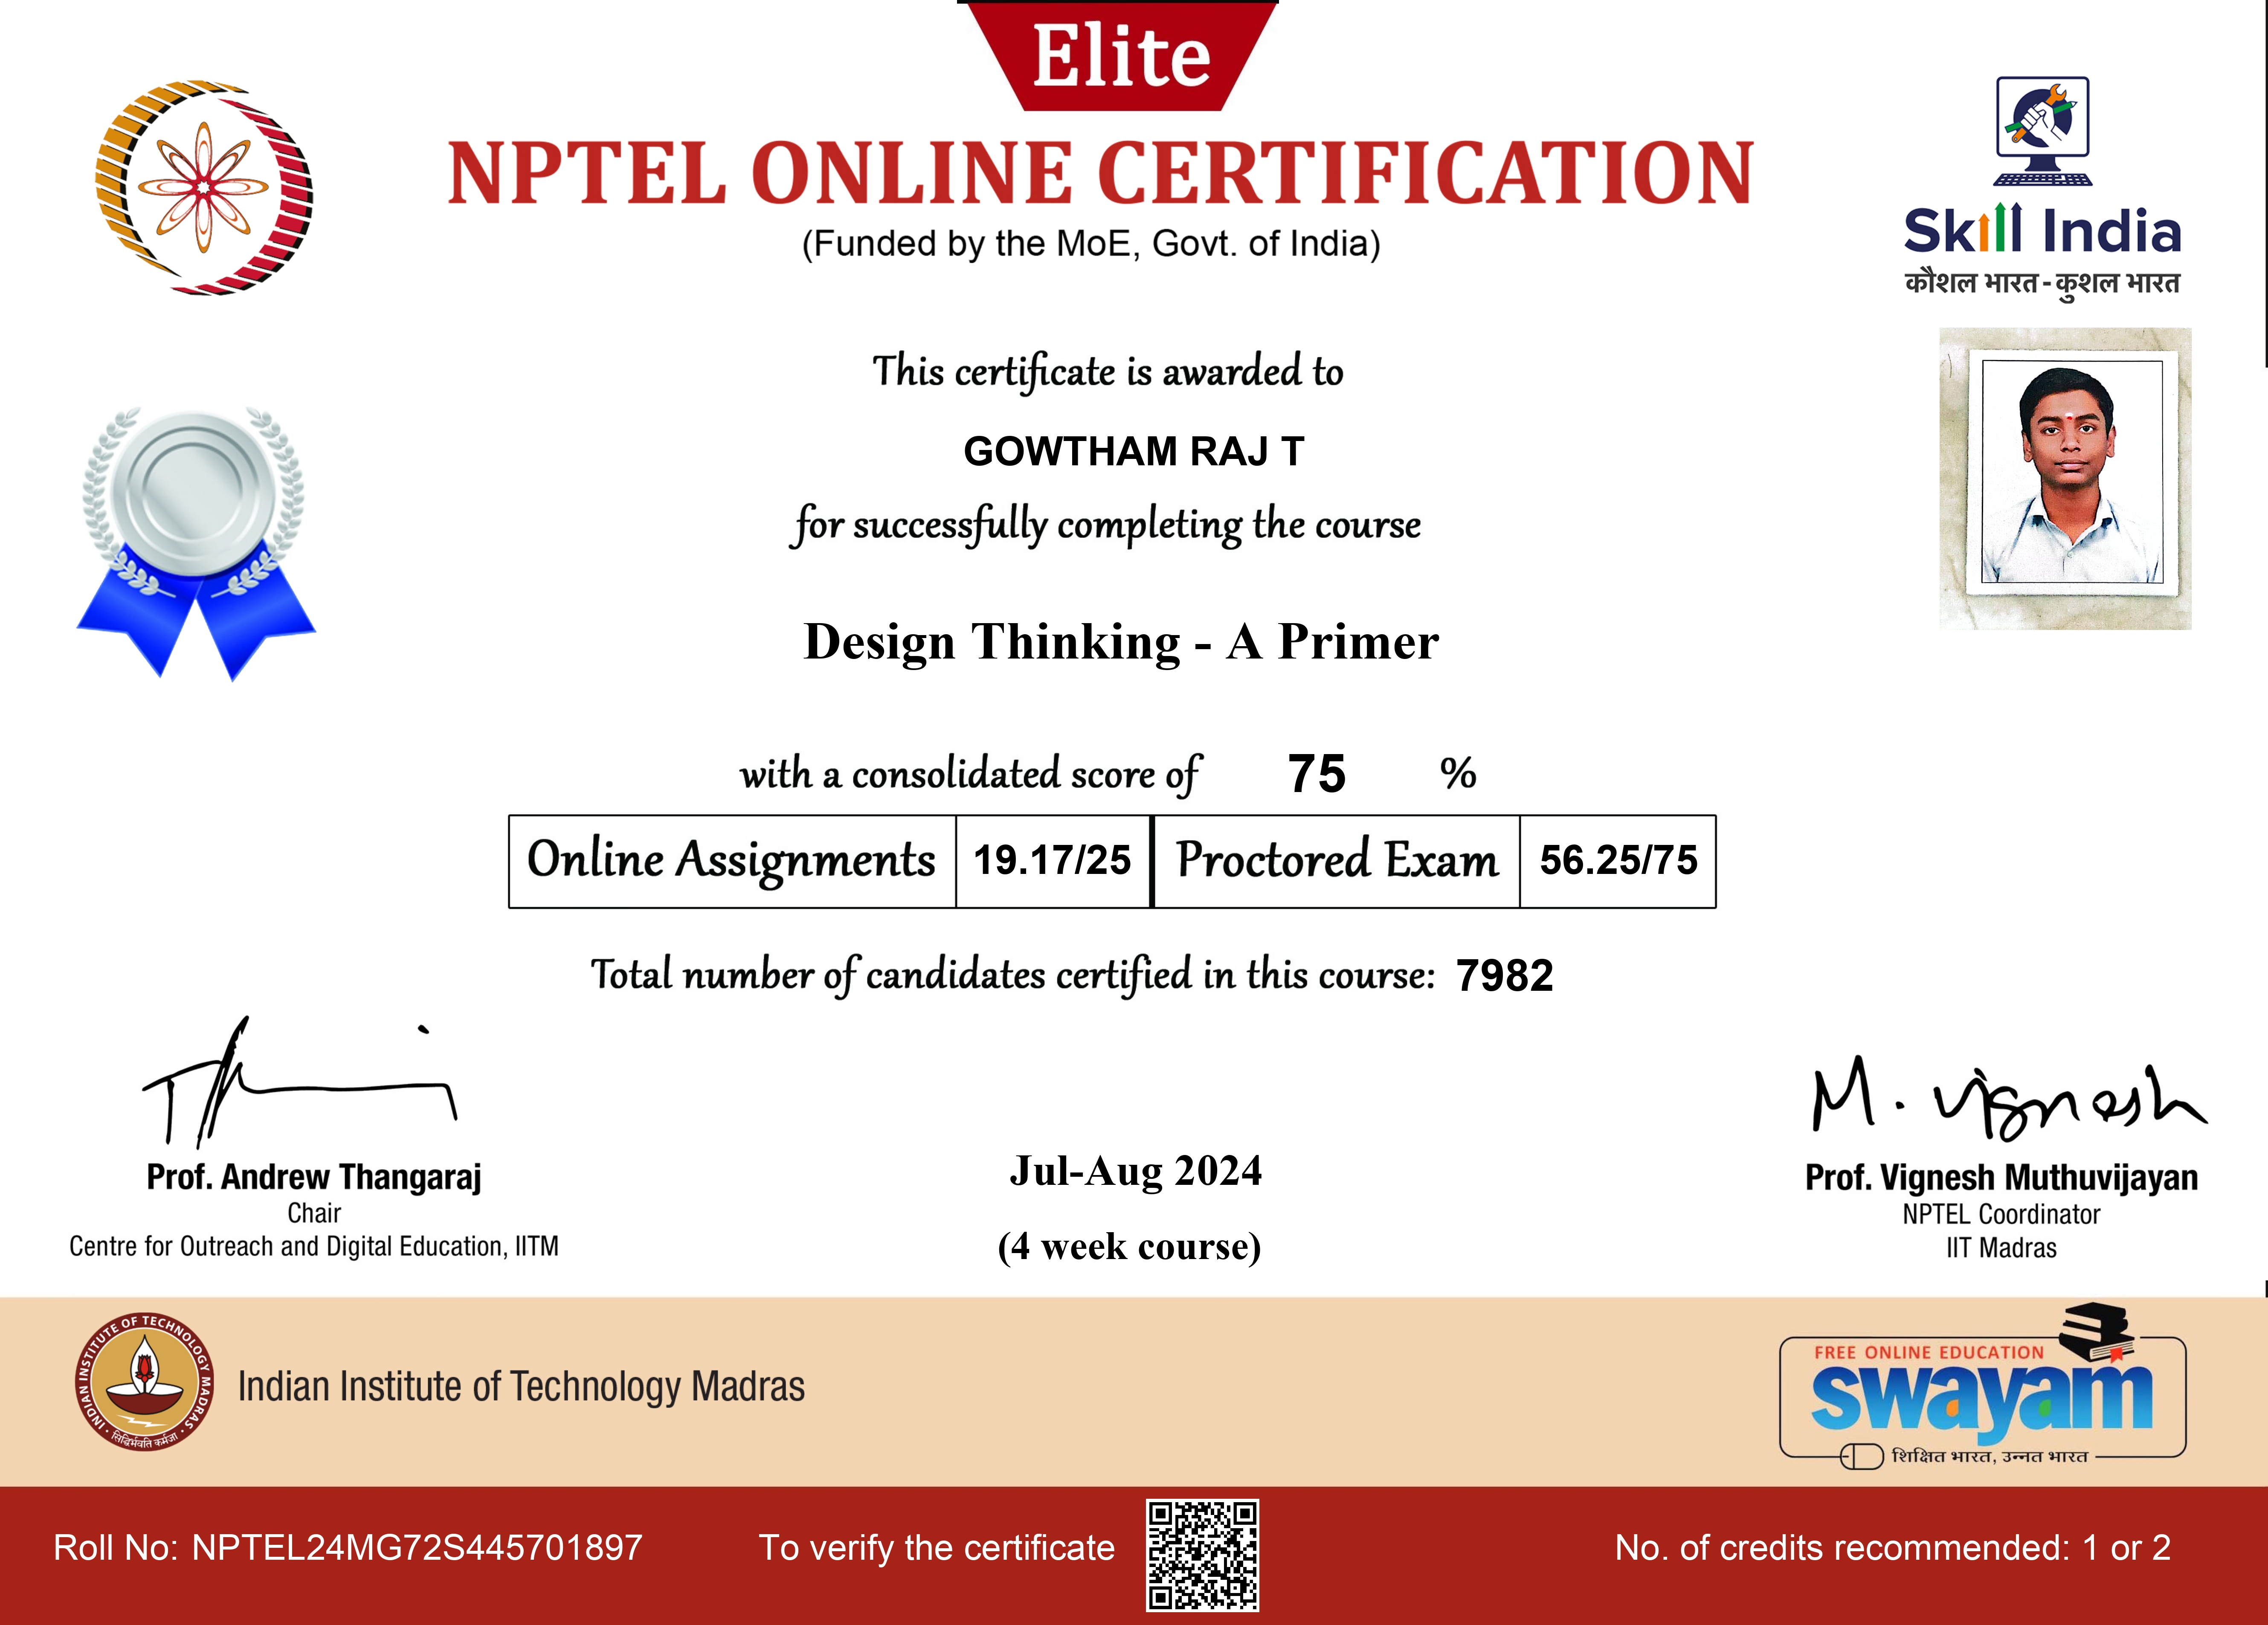 Elite
NPTEL ONLINE CERTIFICATION
(Funded by the MoE, Govt. of India)
Skill India
कौशल भारत - कुशल भारत
This certificate is awarded to
GOWTHAM RAJ T
for successfully completing the course
Design Thinking - A Primer
with a consolidated score of 75 %
Online Assignments 19.17/25 Proctored Exam 56.25/75
Total number of candidates certified in this course: 7982
M. Vignesh
Prof. Andrew Thangaraj
Chair
Centre for Outreach and Digital Education, IITM
Jul-Aug 2024
(4 week course)
Prof. Vignesh Muthuvijayan
NPTEL Coordinator
IIT Madras
INDIAN INSTITUTE OF TECHNOLOGY MADRAS
सिद्धिर्भवति कर्मजा
Indian Institute of Technology Madras
FREE ONLINE EDUCATION
swayam
शिक्षित भारत, उन्नत भारत
Roll No: NPTEL24MG72S445701897
To verify the certificate
No. of credits recommended: 1 or 2